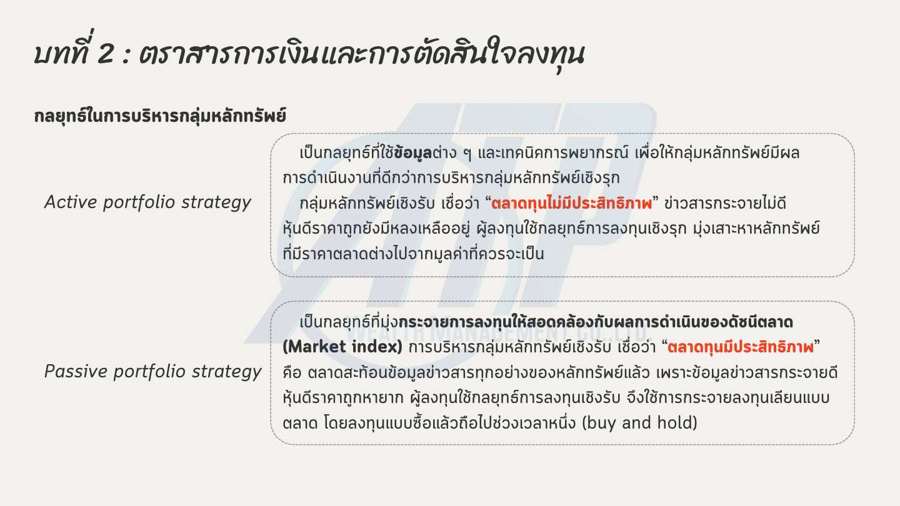 บทที่ 2 : ตราสารการเงินและการตัดสินใจลงทุน
กลยุทธ์ในการบริหารกลุ่มหลักทรัพย์
Active portfolio strategy
เป็นกลยุทธ์ที่ใช้ข้อมูลต่าง ๆ และเทคนิคการพยากรณ์ เพื่อให้กลุ่มหลักทรัพย์มีผล
การดำเนินงานที่ดีกว่าการบริหารกลุ่มหลักทรัพย์เชิงรุก
กลุ่มหลักทรัพย์เชิงรับ เชื่อว่า “ตลาดทุนไม่มีประสิทธิภาพ” ข่าวสารกระจายไม่ดี
หุ้นดีราคาถูกยังมีหลงเหลืออยู่ ผู้ลงทุนใช้กลยุทธ์การลงทุนเชิงรุก มุ่งเสาะหาหลักทรัพย์
ที่มีราคาตลาดต่างไปจากมูลค่าที่ควรจะเป็น
Passive portfolio strategy
เป็นกลยุทธ์ที่มุ่งกระจายการลงทุนให้สอดคล้องกับผลการดำเนินของดัชนีตลาด
(Market index) การบริหารกลุ่มหลักทรัพย์เชิงรับ เชื่อว่า “ตลาดทุนมีประสิทธิภาพ”
คือ ตลาดสะท้อนข้อมูลข่าวสารทุกอย่างของหลักทรัพย์แล้ว เพราะข้อมูลข่าวสารกระจายดี
หุ้นดีราคาถูกหายาก ผู้ลงทุนใช้กลยุทธ์การลงทุนเชิงรับ จึงใช้การกระจายลงทุนเลียนแบบ
ตลาด โดยลงทุนแบบซื้อแล้วถือไปช่วงเวลาหนึ่ง (buy and hold)
ATP
WEALTH MANAGEMENT CO.,LTD.